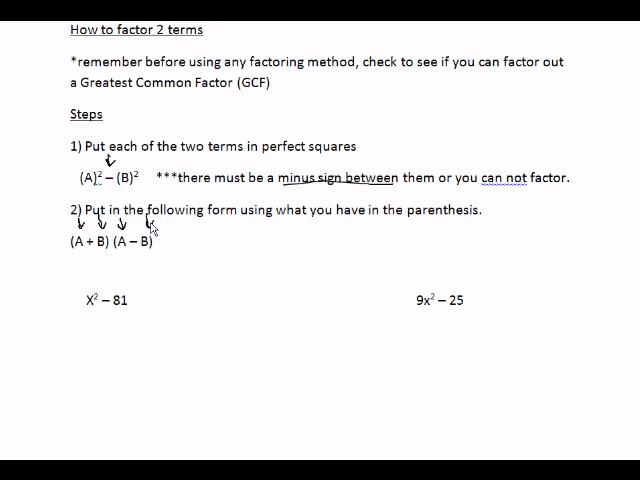 How to factor 2 terms
*remember before using any factoring method, check to see if you can factor out
a Greatest Common Factor (GCF)
Steps
1) Put each of the two terms in perfect squares
(A)² – (B)² ***there must be a minus sign between them or you can not factor.
2) Put in the following form using what you have in the parenthesis.
(A + B) (A – B)
X² – 81 9x² – 25